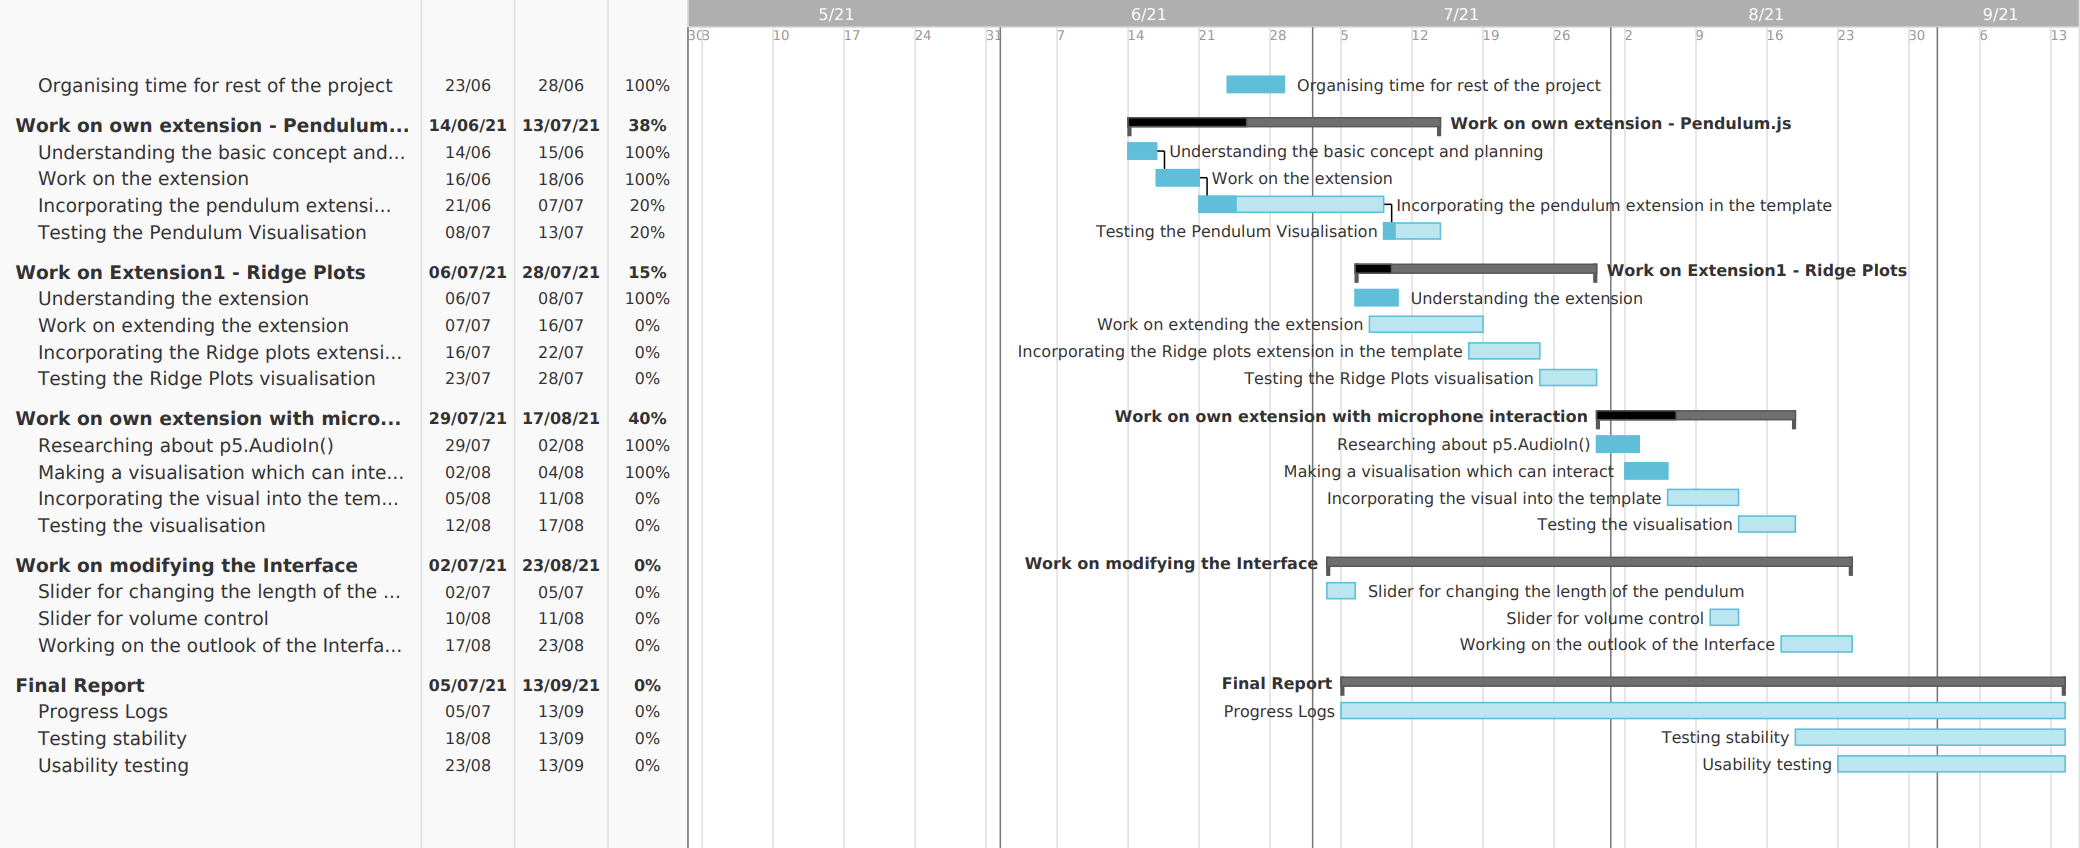 5/21 6/21 7/21 8/21 9/21
3 10 17 24 31 7 14 21 28 5 12 19 26 2 9 16 23 30 6 13
Organising time for rest of the project 23/06 28/06 100% Organising time for rest of the project
Work on own extension - Pendulum... 14/06/21 13/07/21 38% Work on own extension - Pendulum.js
Understanding the basic concept and... 14/06 15/06 100% Understanding the basic concept and planning
Work on the extension 16/06 18/06 100% Work on the extension
Incorporating the pendulum extensi... 21/06 07/07 20% Incorporating the pendulum extension in the template
Testing the Pendulum Visualisation 08/07 13/07 20% Testing the Pendulum Visualisation
Work on Extension1 - Ridge Plots 06/07/21 28/07/21 15% Work on Extension1 - Ridge Plots
Understanding the extension 06/07 08/07 100% Understanding the extension
Work on extending the extension 07/07 16/07 0% Work on extending the extension
Incorporating the Ridge plots extensi... 16/07 22/07 0% Incorporating the Ridge plots extension in the template
Testing the Ridge Plots visualisation 23/07 28/07 0% Testing the Ridge Plots visualisation
Work on own extension with micro... 29/07/21 17/08/21 40% Work on own extension with microphone interaction
Researching about p5.AudioIn() 29/07 02/08 100% Researching about p5.AudioIn()
Making a visualisation which can inte... 02/08 04/08 100% Making a visualisation which can interact
Incorporating the visual into the tem... 05/08 11/08 0% Incorporating the visual into the template
Testing the visualisation 12/08 17/08 0% Testing the visualisation
Work on modifying the Interface 02/07/21 23/08/21 0% Work on modifying the Interface
Slider for changing the length of the ... 02/07 05/07 0% Slider for changing the length of the pendulum
Slider for volume control 10/08 11/08 0% Slider for volume control
Working on the outlook of the Interfa... 17/08 23/08 0% Working on the outlook of the Interface
Final Report 05/07/21 13/09/21 0% Final Report
Progress Logs 05/07 13/09 0% Progress Logs
Testing stability 18/08 13/09 0% Testing stability
Usability testing 23/08 13/09 0% Usability testing